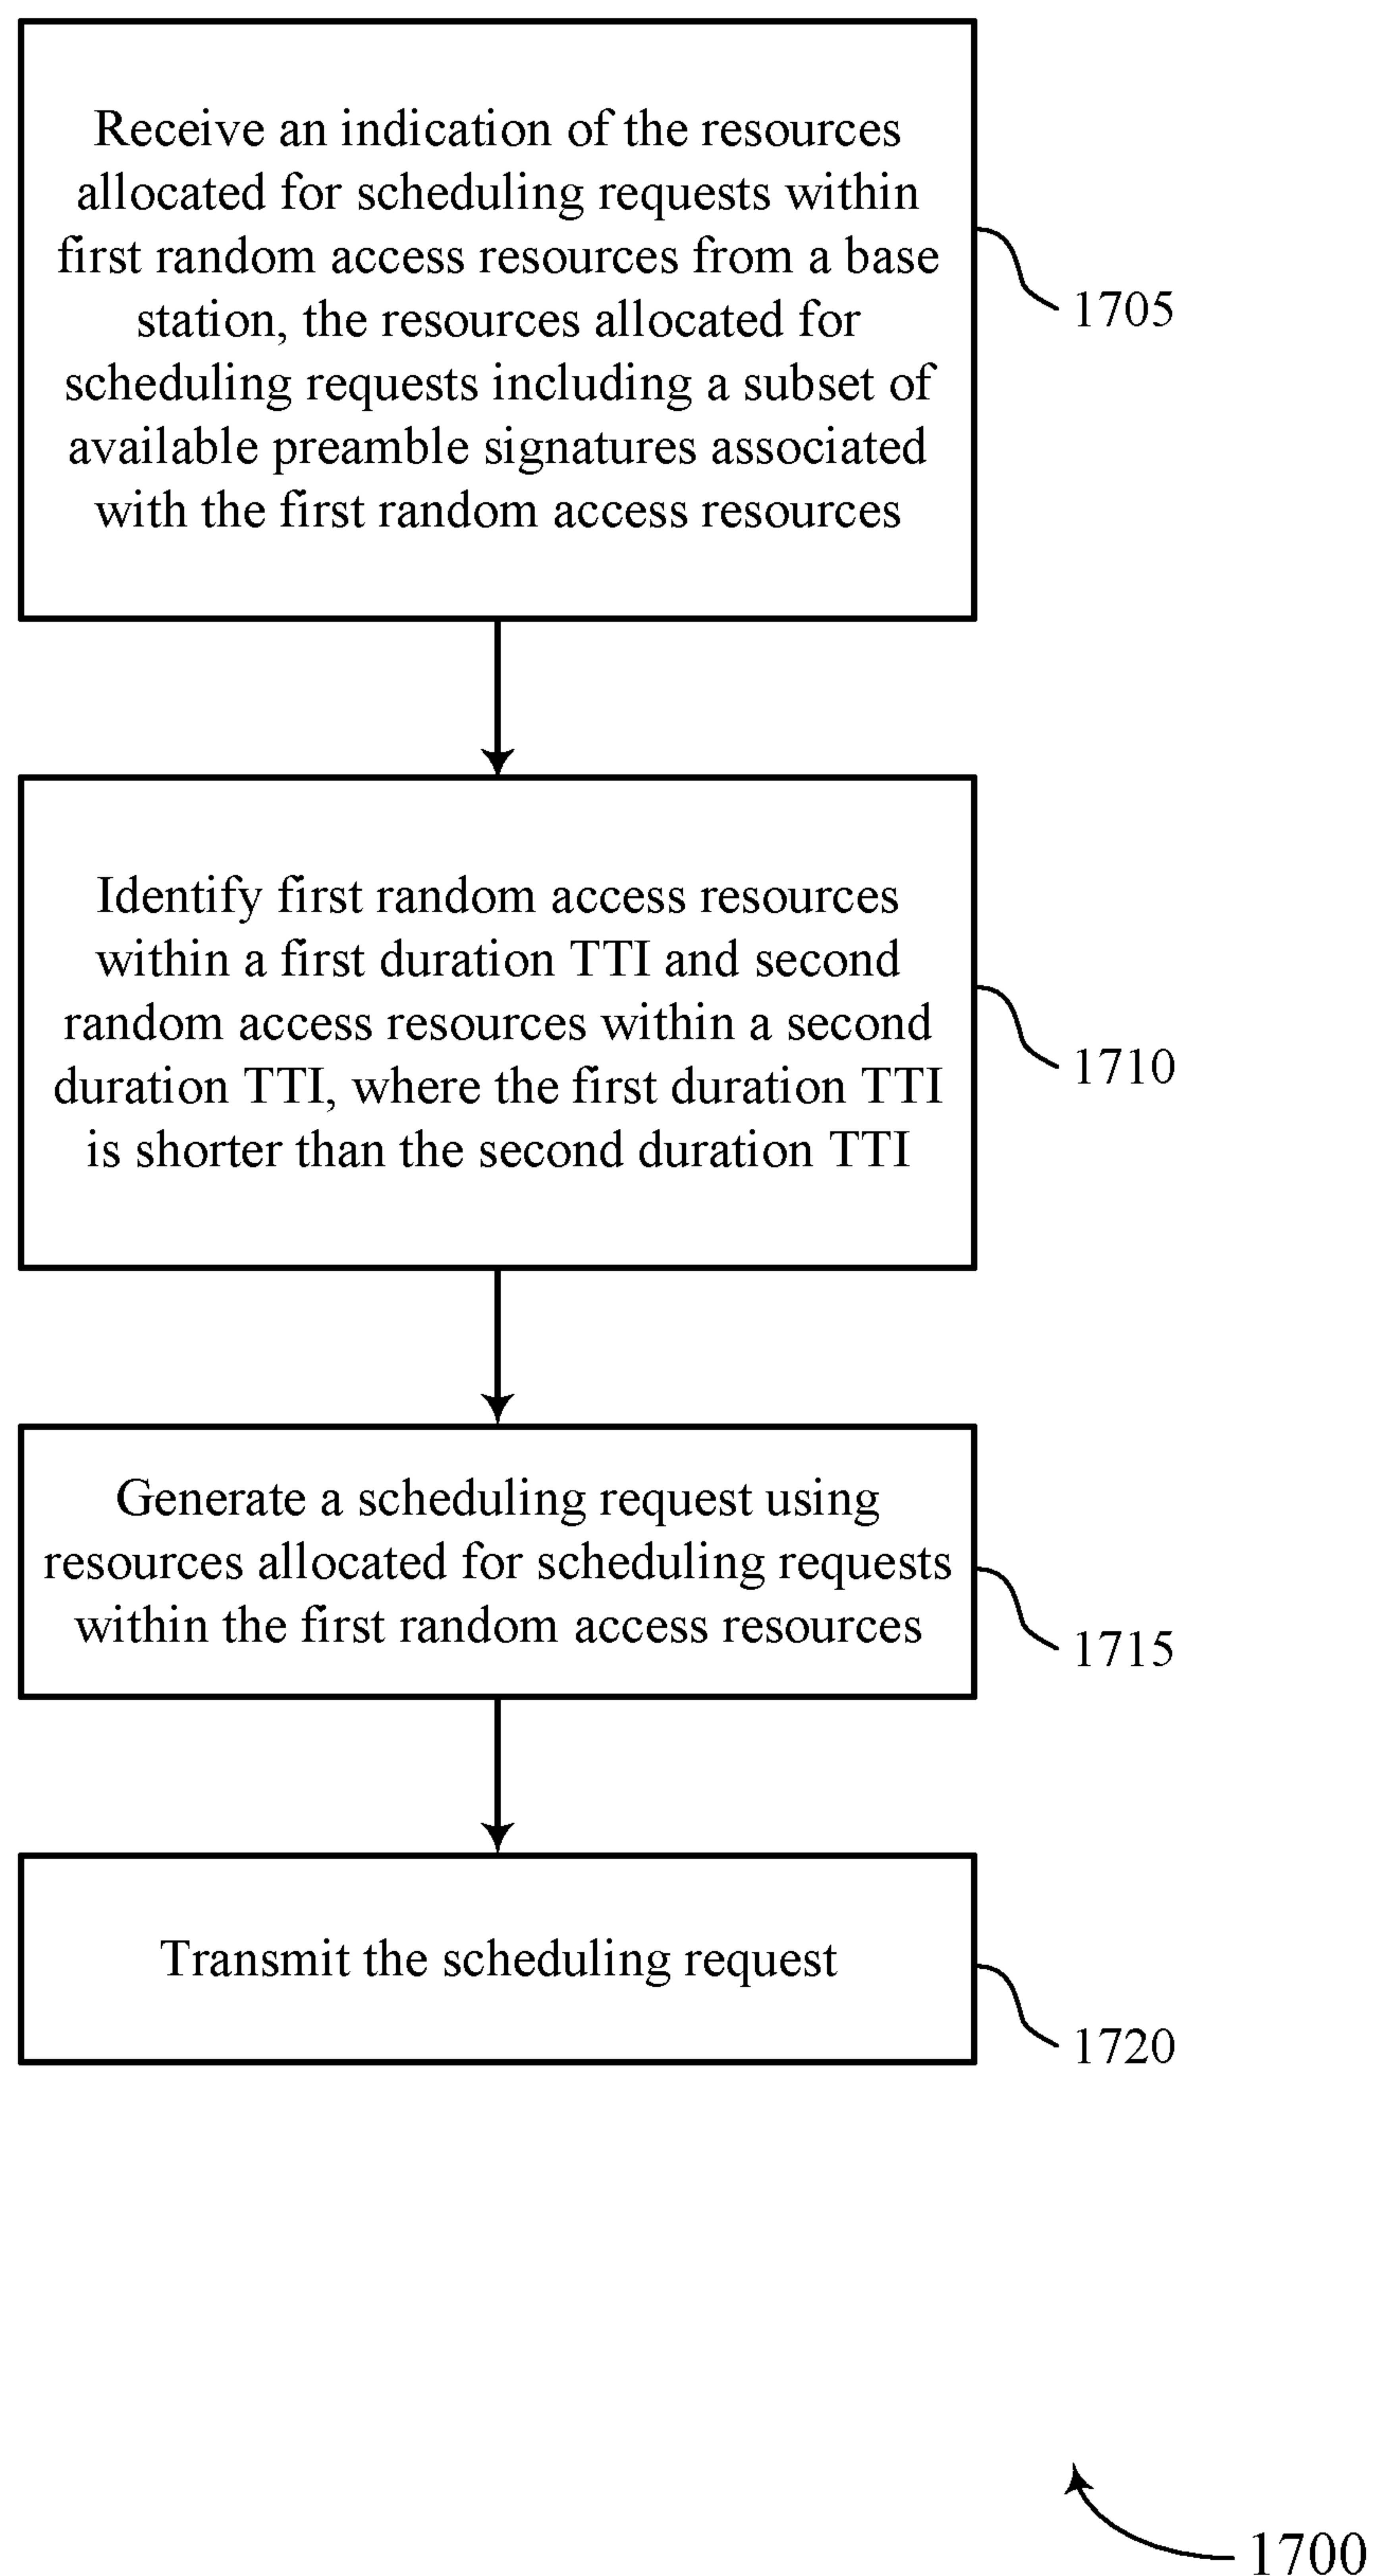 Receive an indication of the resources
allocated for scheduling requests within
first random access resources from a base
station, the resources allocated for
scheduling requests including a subset of
available preamble signatures associated
with the first random access resources
1705
Identify first random access resources
within a first duration TTI and second
random access resources within a second
duration TTI, where the first duration TTI
is shorter than the second duration TTI
1710
Generate a scheduling request using
resources allocated for scheduling requests
within the first random access resources
1715
Transmit the scheduling request
1720
1700